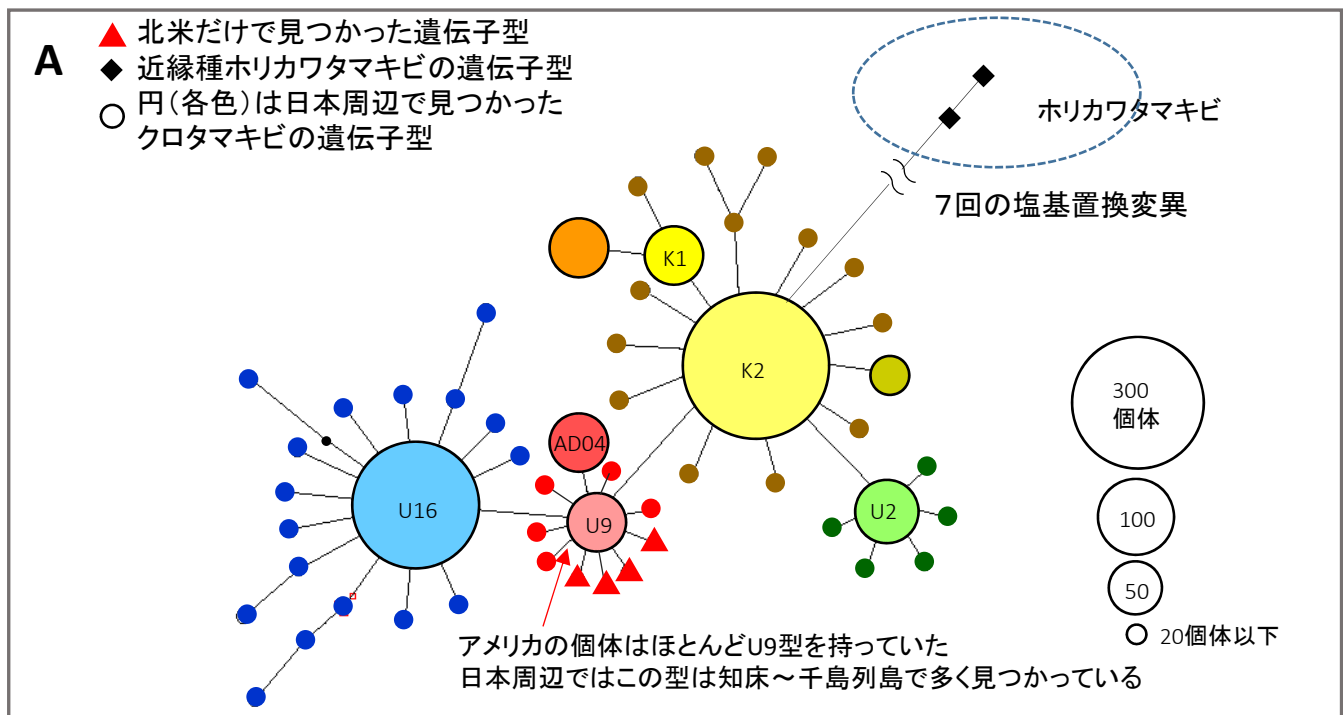 A
北米だけで見つかった遺伝子型
近縁種ホリカワタマキビの遺伝子型
円(各色)は日本周辺で見つかった
クロタマキビの遺伝子型
ホリカワタマキビ
7回の塩基置換変異
K1
K2
300
個体
AD04
U16
U9
U2
100
50
20個体以下
アメリカの個体はほとんどU9型を持っていた
日本周辺ではこの型は知床~千島列島で多く見つかっている